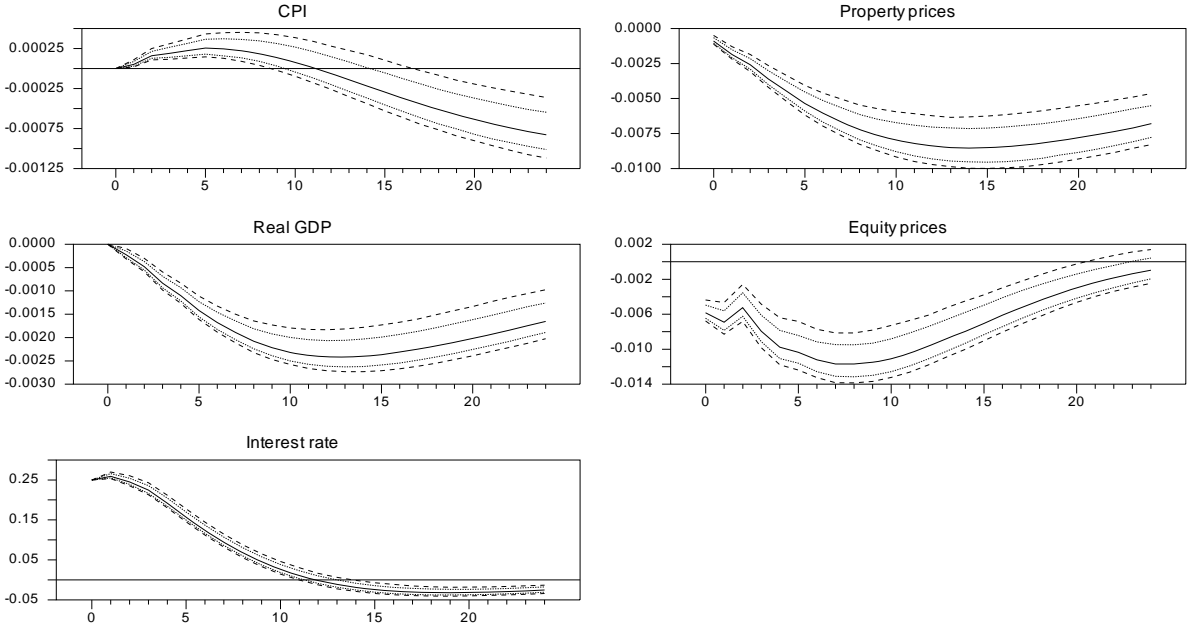 CPI
0.00025
-0.00025
-0.00075
-0.00125
0 5 10 15 20
Property prices
0.0000
-0.0025
-0.0050
-0.0075
-0.0100
0 5 10 15 20
Real GDP
0.0000
-0.0005
-0.0010
-0.0015
-0.0020
-0.0025
-0.0030
0 5 10 15 20
Equity prices
0.002
-0.002
-0.006
-0.010
-0.014
0 5 10 15 20
Interest rate
0.25
0.15
0.05
-0.05
0 5 10 15 20